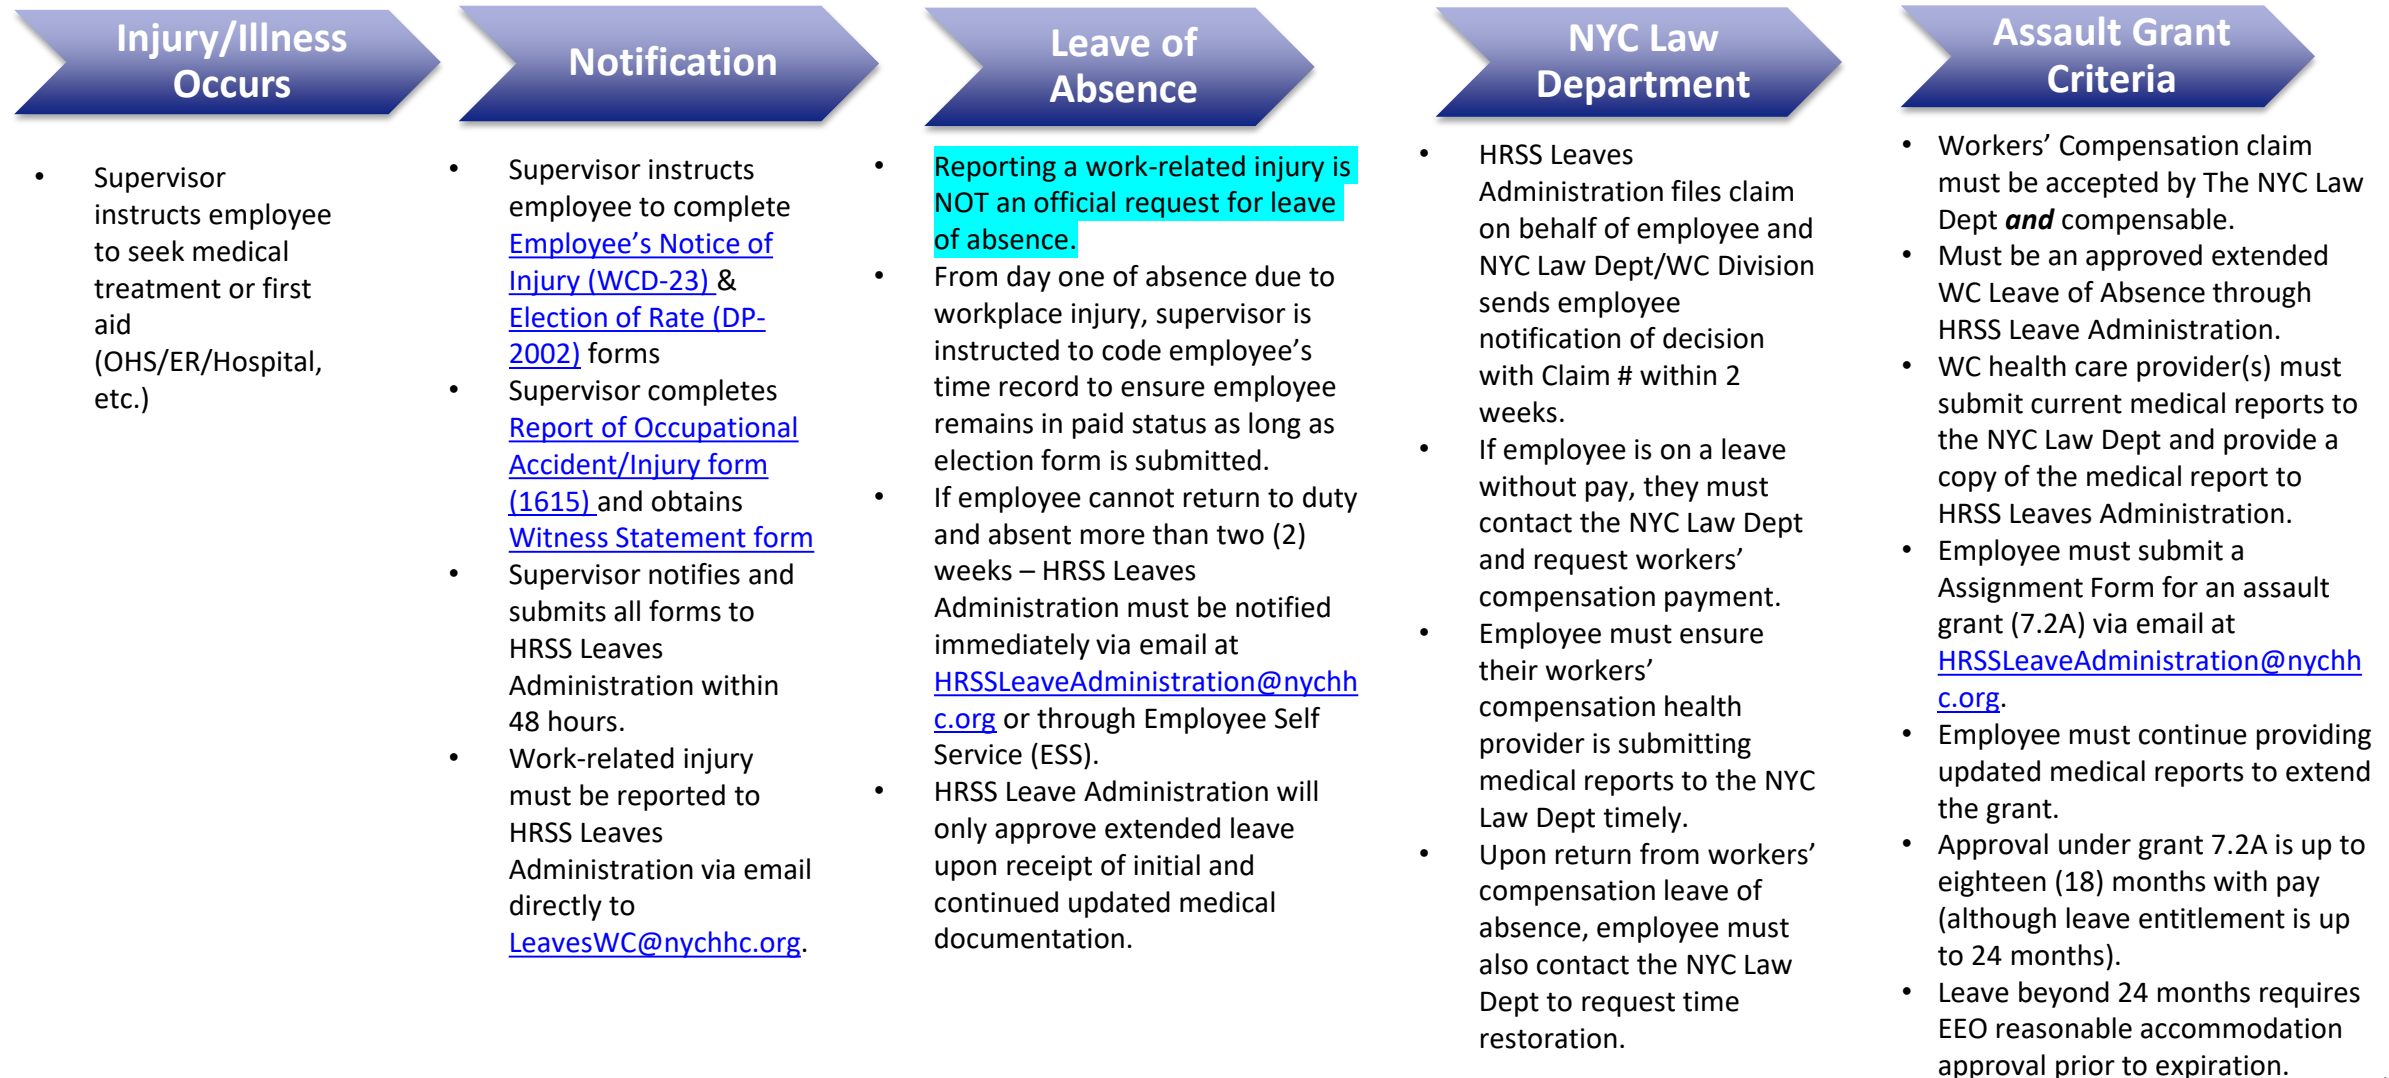 Injury/Illness
Occurs
• Supervisor
instructs employee
to seek medical
treatment or first
aid
(OHS/ER/Hospital,
etc.)
Notification
• Supervisor instructs
employee to complete
Employee’s Notice of
Injury (WCD-23) &
Election of Rate (DP-
2002) forms
• Supervisor completes
Report of Occupational
Accident/Injury form
(1615) and obtains
Witness Statement form
• Supervisor notifies and
submits all forms to
HRSS Leaves
Administration within
48 hours.
• Work-related injury
must be reported to
HRSS Leaves
Administration via email
directly to
LeavesWC@nychhc.org.
Leave of
Absence
• Reporting a work-related injury is
NOT an official request for leave
of absence.
• From day one of absence due to
workplace injury, supervisor is
instructed to code employee’s
time record to ensure employee
remains in paid status as long as
election form is submitted.
• If employee cannot return to duty
and absent more than two (2)
weeks – HRSS Leaves
Administration must be notified
immediately via email at
HRSSLeaveAdministration@nychh
c.org or through Employee Self
Service (ESS).
• HRSS Leave Administration will
only approve extended leave
upon receipt of initial and
continued updated medical
documentation.
NYC Law
Department
• HRSS Leaves
Administration files claim
on behalf of employee and
NYC Law Dept/WC Division
sends employee
notification of decision
with Claim # within 2
weeks.
• If employee is on a leave
without pay, they must
contact the NYC Law Dept
and request workers’
compensation payment.
• Employee must ensure
their workers’
compensation health
provider is submitting
medical reports to the NYC
Law Dept timely.
• Upon return from workers’
compensation leave of
absence, employee must
also contact the NYC Law
Dept to request time
restoration.
Assault Grant
Criteria
• Workers’ Compensation claim
must be accepted by The NYC Law
Dept and compensable.
• Must be an approved extended
WC Leave of Absence through
HRSS Leave Administration.
• WC health care provider(s) must
submit current medical reports to
the NYC Law Dept and provide a
copy of the medical report to
HRSS Leaves Administration.
• Employee must submit a
Assignment Form for an assault
grant (7.2A) via email at
HRSSLeaveAdministration@nychh
c.org.
• Employee must continue providing
updated medical reports to extend
the grant.
• Approval under grant 7.2A is up to
eighteen (18) months with pay
(although leave entitlement is up
to 24 months).
• Leave beyond 24 months requires
EEO reasonable accommodation
approval prior to expiration.